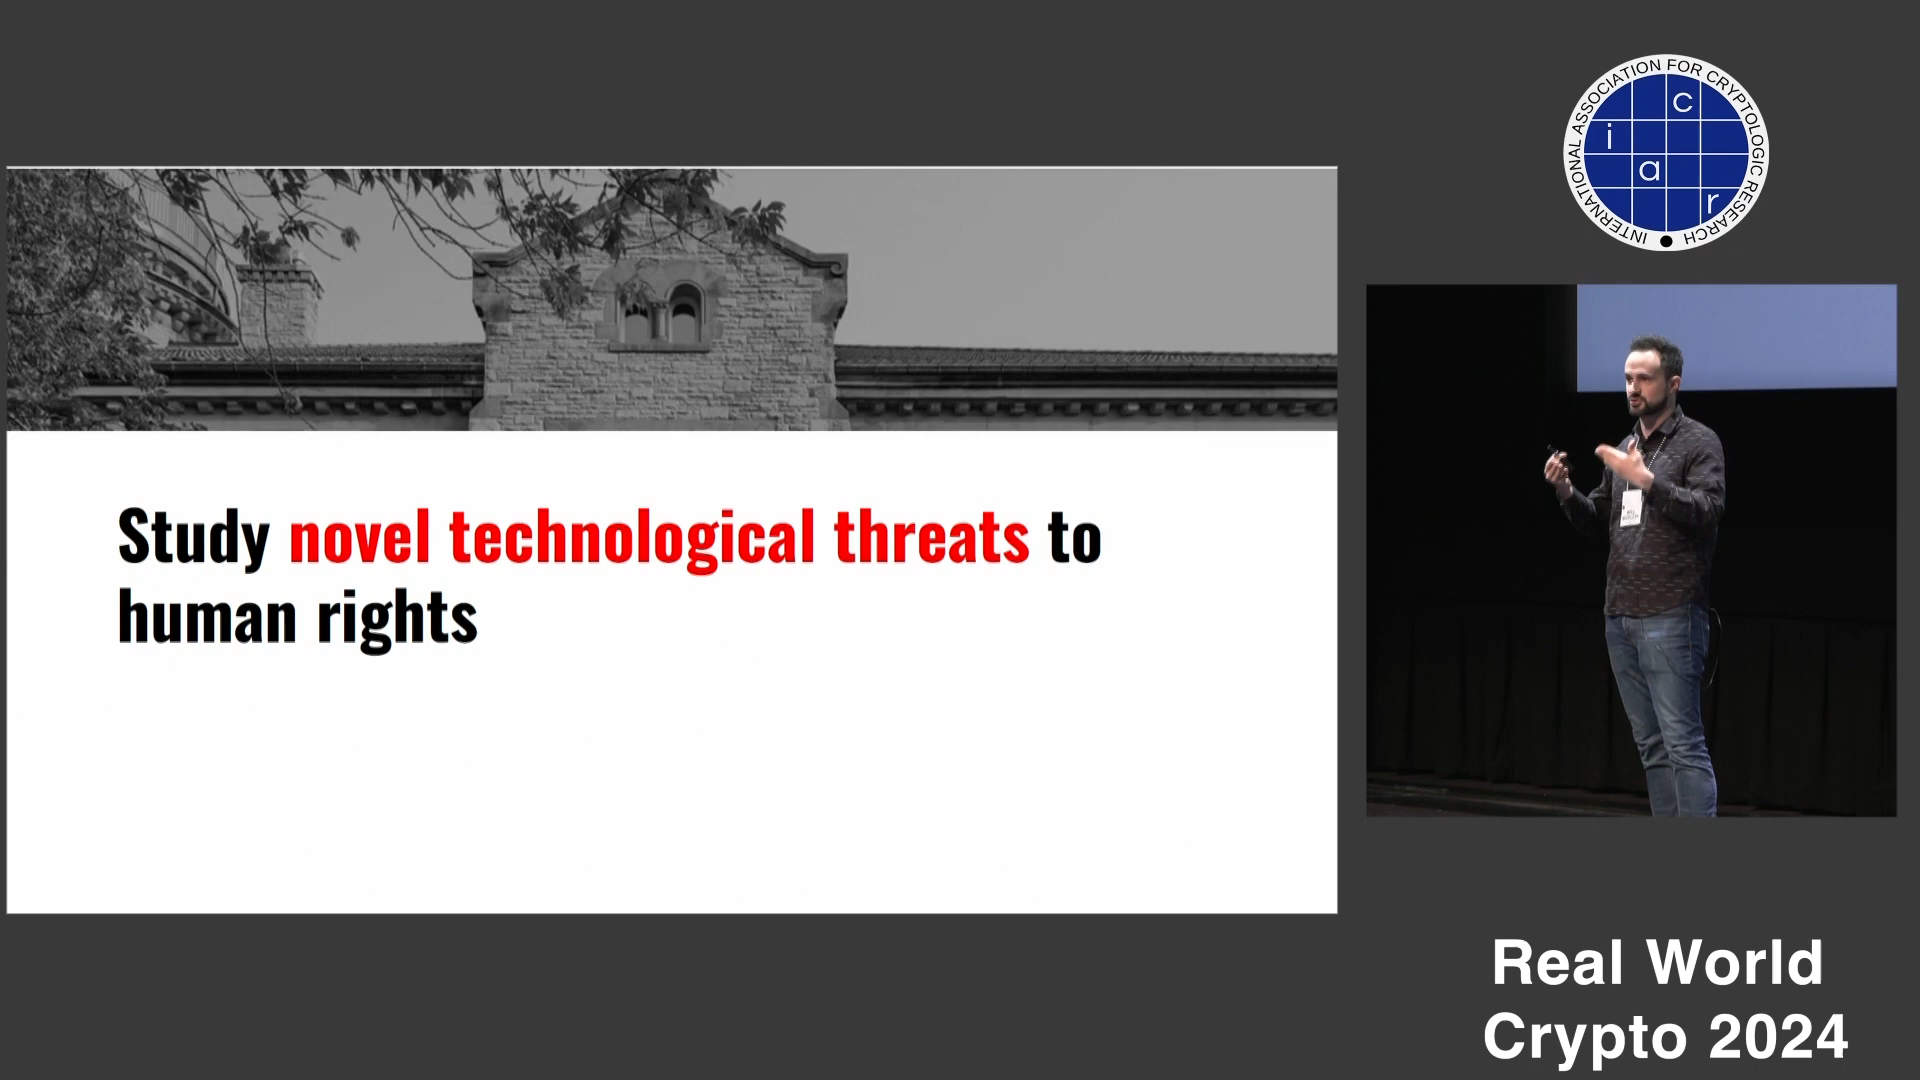 INTERNATIONAL ASSOCIATION FOR CRYPTOLOGIC RESEARCH
c
i
a
r
Study novel technological threats to
human rights
Real World
Crypto 2024